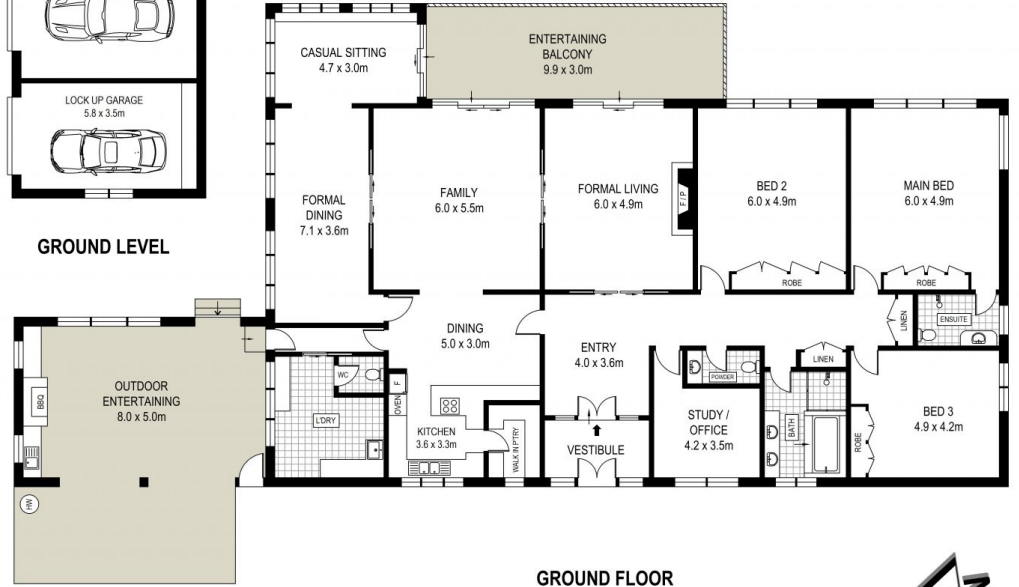 LOCK UP GARAGE
5.8 x 3.5m
GROUND LEVEL
CASUAL SITTING
4.7 x 3.0m
ENTERTAINING
BALCONY
9.9 x 3.0m
FORMAL
DINING
7.1 x 3.6m
FAMILY
6.0 x 5.5m
FORMAL LIVING
6.0 x 4.9m
F / P
BED 2
6.0 x 4.9m
ROBE
MAIN BED
6.0 x 4.9m
ROBE
LINEN
ENSUITE
LINEN
DINING
5.0 x 3.0m
ENTRY
4.0 x 3.6m
POWDER
STUDY /
OFFICE
4.2 x 3.5m
BATH
ROBE
BED 3
4.9 x 4.2m
OUTDOOR
ENTERTAINING
8.0 x 5.0m
BBQ
HW
WC
L'DRY
F
OVEN
KITCHEN
3.6 x 3.3m
WALK IN P'TRY
VESTIBULE
GROUND FLOOR